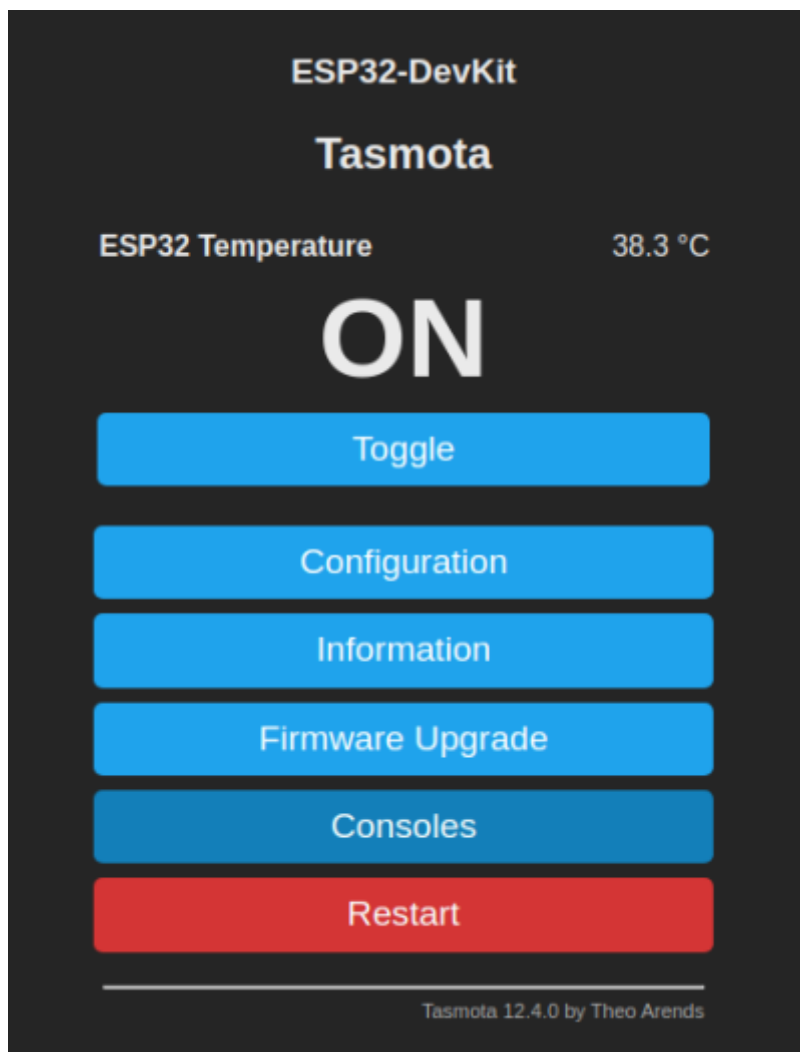 ESP32-DevKit
Tasmota
ESP32 Temperature 38.3 °C
ON
Toggle
Configuration
Information
Firmware Upgrade
Consoles
Restart
Tasmota 12.4.0 by Theo Arends